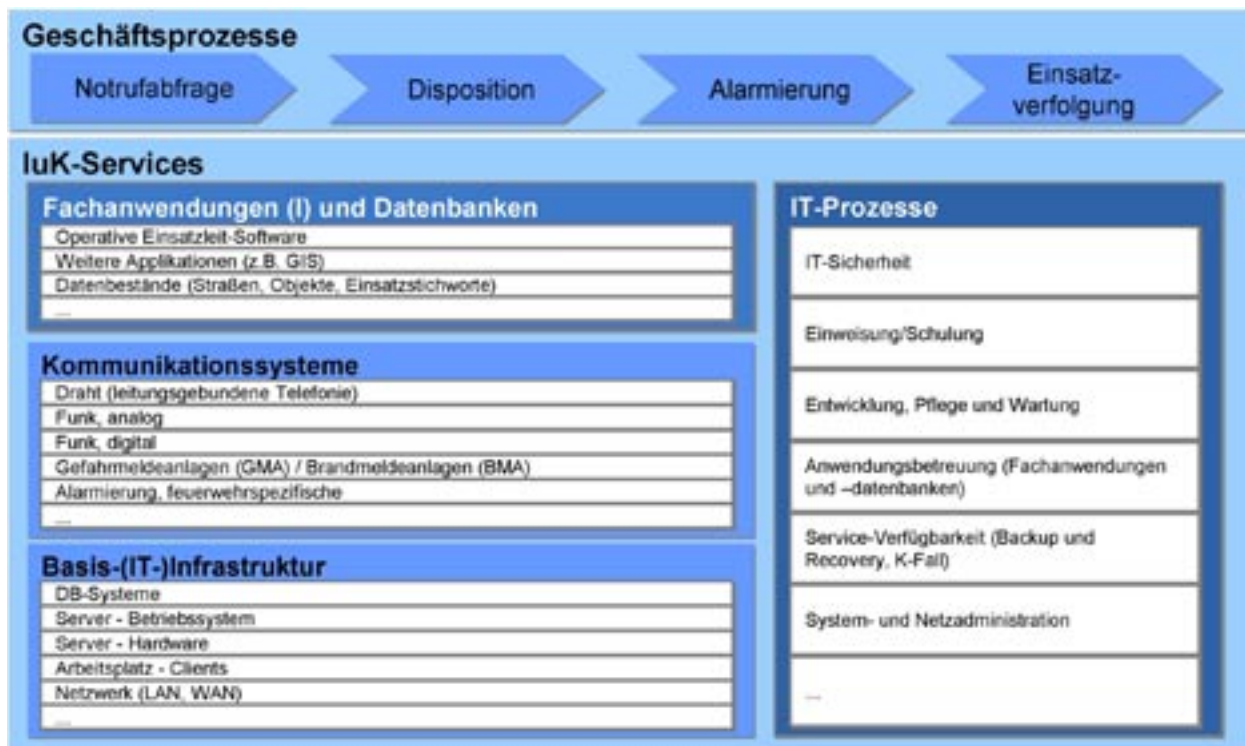 Geschäftsprozesse
Notrufabfrage
Disposition
Alarmierung
Einsatz-
verfolgung
IuK-Services
Fachanwendungen (I) und Datenbanken
Operative Einsatzleit-Software
Weitere Applikationen (z.B. GIS)
Datenbestände (Straßen, Objekte, Einsatzstichworte)
...
Kommunikationssysteme
Draht (leitungsgebundene Telefonie)
Funk, analog
Funk, digital
Gefahrmeldeanlagen (GMA) / Brandmeldeanlagen (BMA)
Alarmierung, feuerwehrspezifische
...
Basis-(IT-)Infrastruktur
DB-Systeme
Server - Betriebssystem
Server - Hardware
Arbeitsplatz - Clients
Netzwerk (LAN, WAN)
...
IT-Prozesse
IT-Sicherheit
Einweisung/Schulung
Entwicklung, Pflege und Wartung
Anwendungsbetreuung (Fachanwendungen
und –datenbanken)
Service-Verfügbarkeit (Backup und
Recovery, K-Fall)
System- und Netzadministration
...